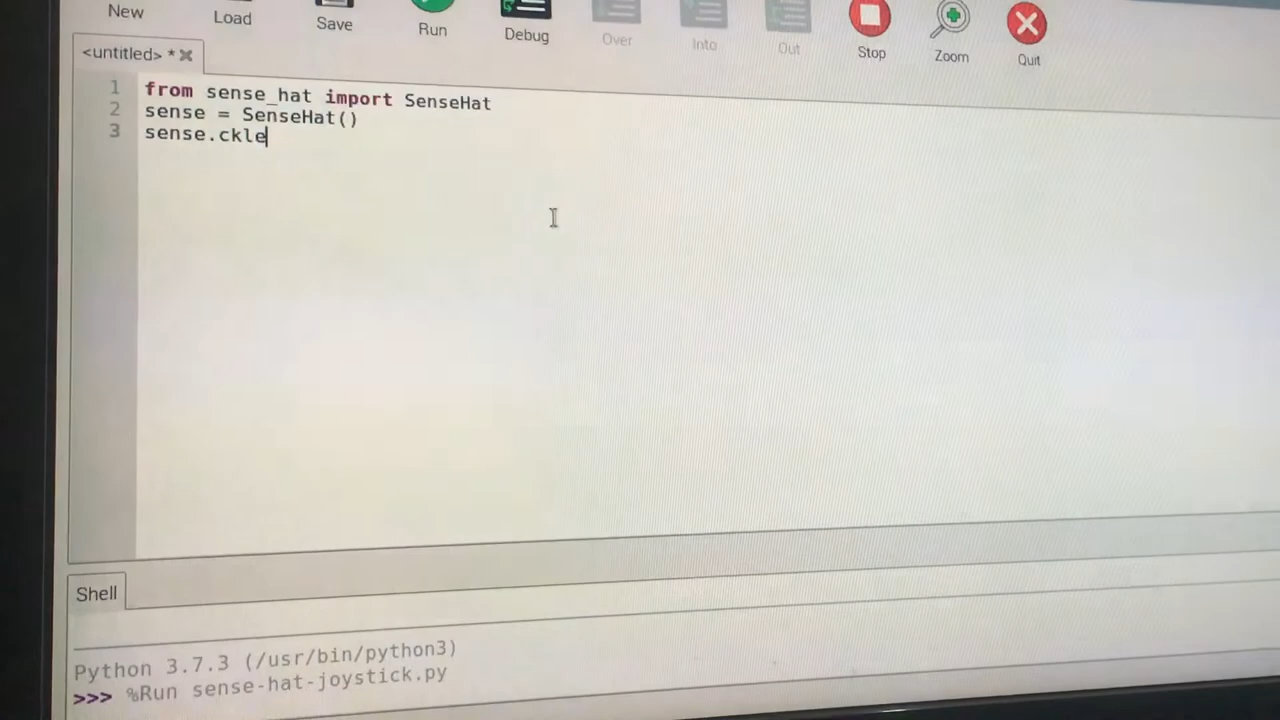 New Load Save Run Debug Over Into Out Stop Zoom Quit
<untitled> *
1 from sense_hat import SenseHat
2 sense = SenseHat()
3 sense.ckle
Shell
Python 3.7.3 (/usr/bin/python3)
>>> %Run sense-hat-joystick.py